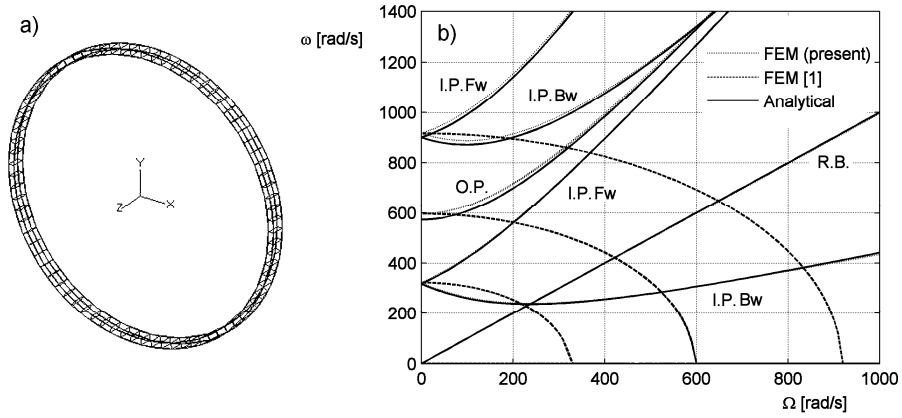 a)
Y
Z
X
ω [rad/s]
b)
1400
1200
1000
800
600
400
200
0
0
200
400
600
800
1000
Ω [rad/s]
FEM (present)
FEM [1]
Analytical
I.P. Fw
I.P. Bw
O.P.
I.P. Fw
R.B.
I.P. Bw